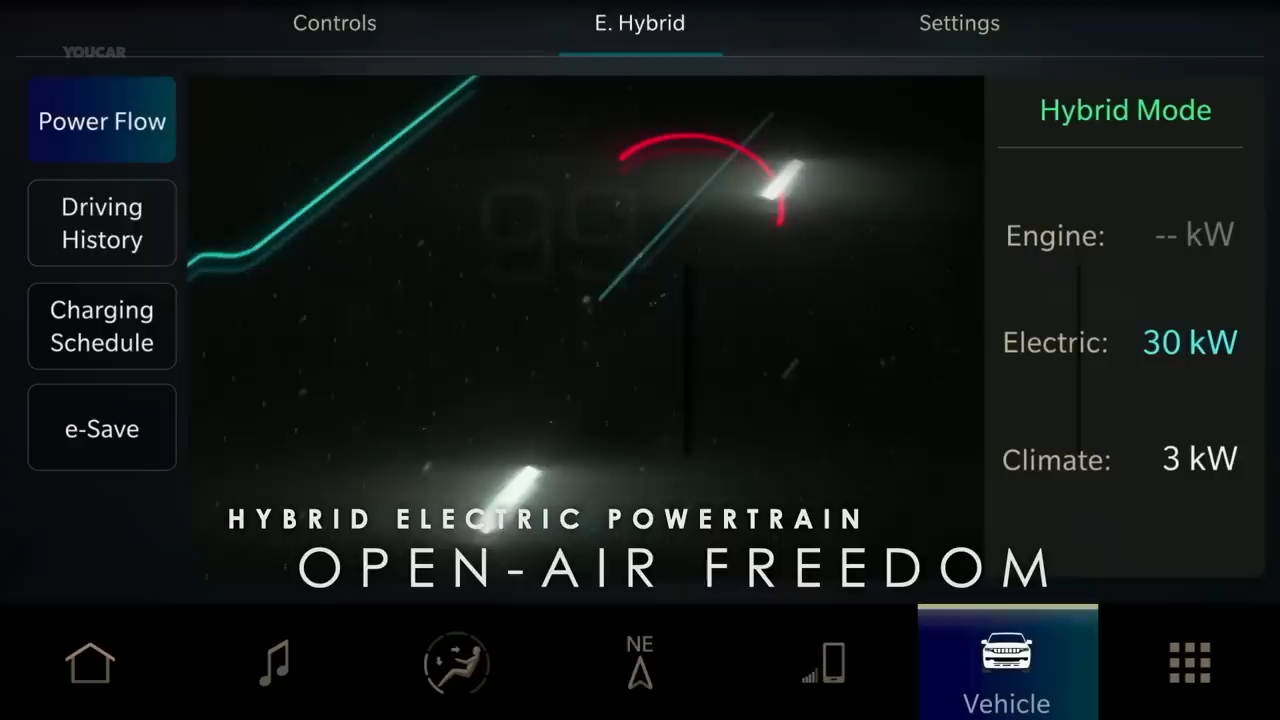 Controls
E. Hybrid
Settings
YOUCAR
Power Flow
Driving
History
Charging
Schedule
e-Save
99
Hybrid Mode
Engine: -- kW
Electric: 30 kW
Climate: 3 kW
HYBRID ELECTRIC POWERTRAIN
OPEN-AIR FREEDOM
NE
Vehicle